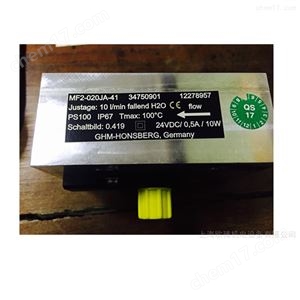 MF2-020JA-41 34750901 12278957
Justage: 10 l/min fallend H2O CE flow
PS100 IP67 Tmax: 100°C
Schaltbild: 0.419 24VDC/ 0,5A / 10W
GHM-HONSBERG, Germany
QS
17